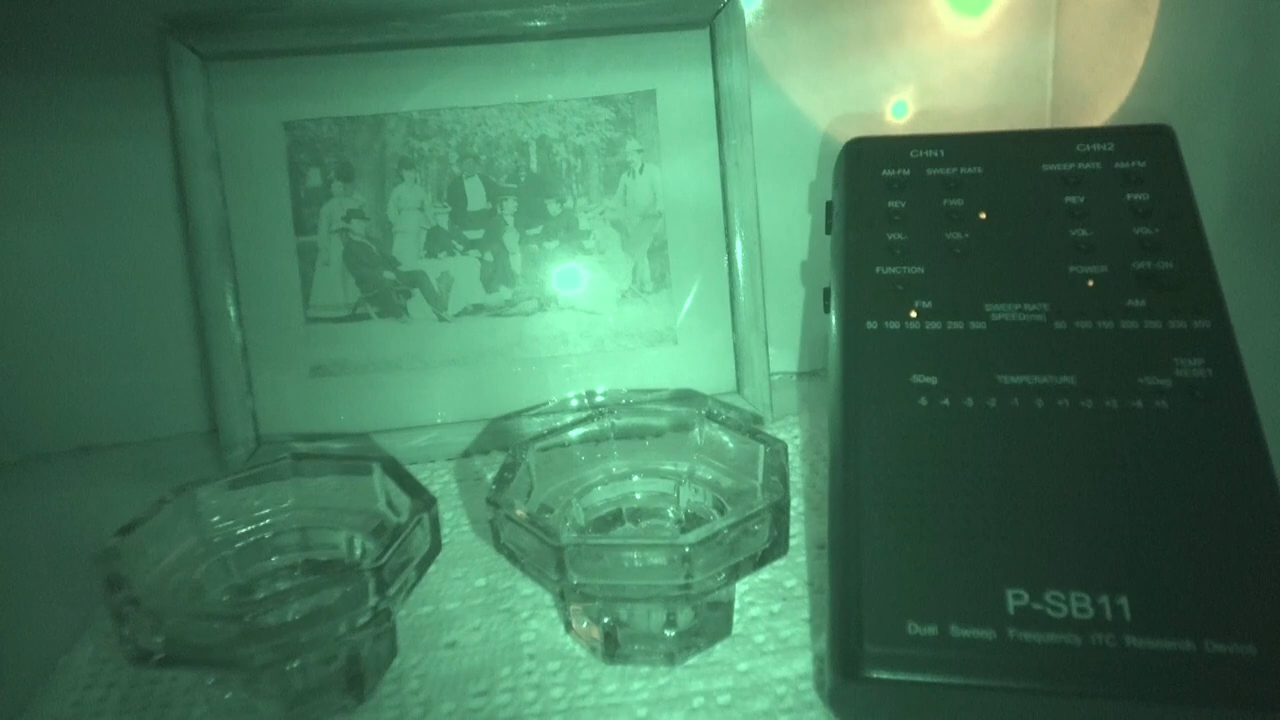 CHN1 CHN2
AM-FM SWEEP RATE SWEEP RATE AM-FM
REV FWD REV FWD
VOL- VOL+ VOL- VOL+
FUNCTION POWER OFF-ON
FM SWEEP RATE AM
SPEED(ms)
50 100 150 200 250 300 50 100 150 200 250 300 350
TEMP
RESET
-5Deg TEMPERATURE +5Deg
-5 -4 -3 -2 -1 0 +1 +2 +3 +4 +5
P-SB11
Dual Sweep Frequency ITC Research Device